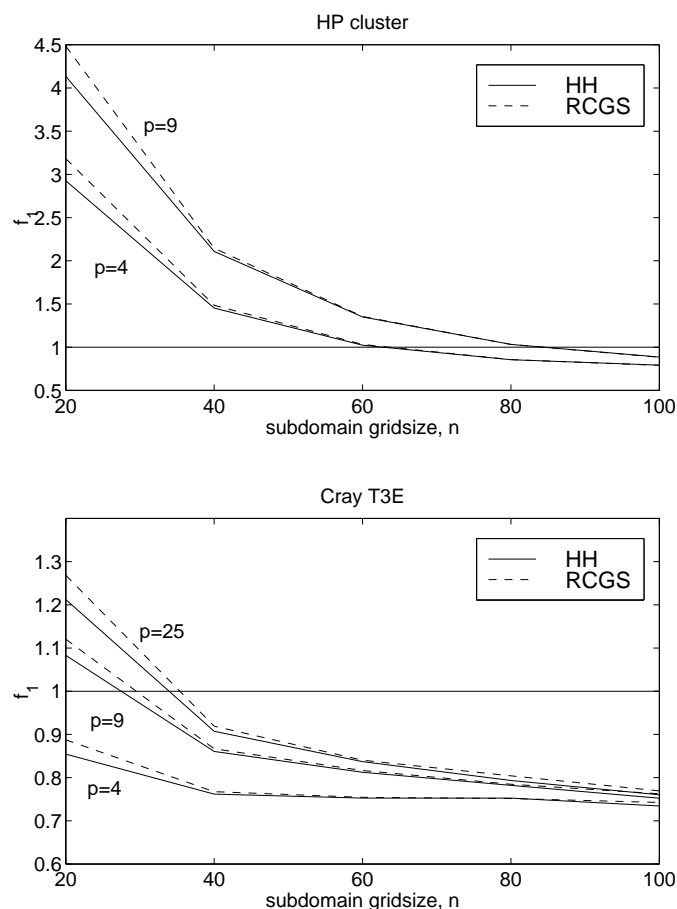 HP cluster
4.5
4
3.5
3
2.5
2
1.5
1
0.5
f_1
p=9
p=4
HH
RCGS
20 40 60 80 100
subdomain gridsize, n
Cray T3E
1.3
1.2
1.1
1
0.9
0.8
0.7
0.6
f_1
p=25
p=9
p=4
HH
RCGS
20 40 60 80 100
subdomain gridsize, n